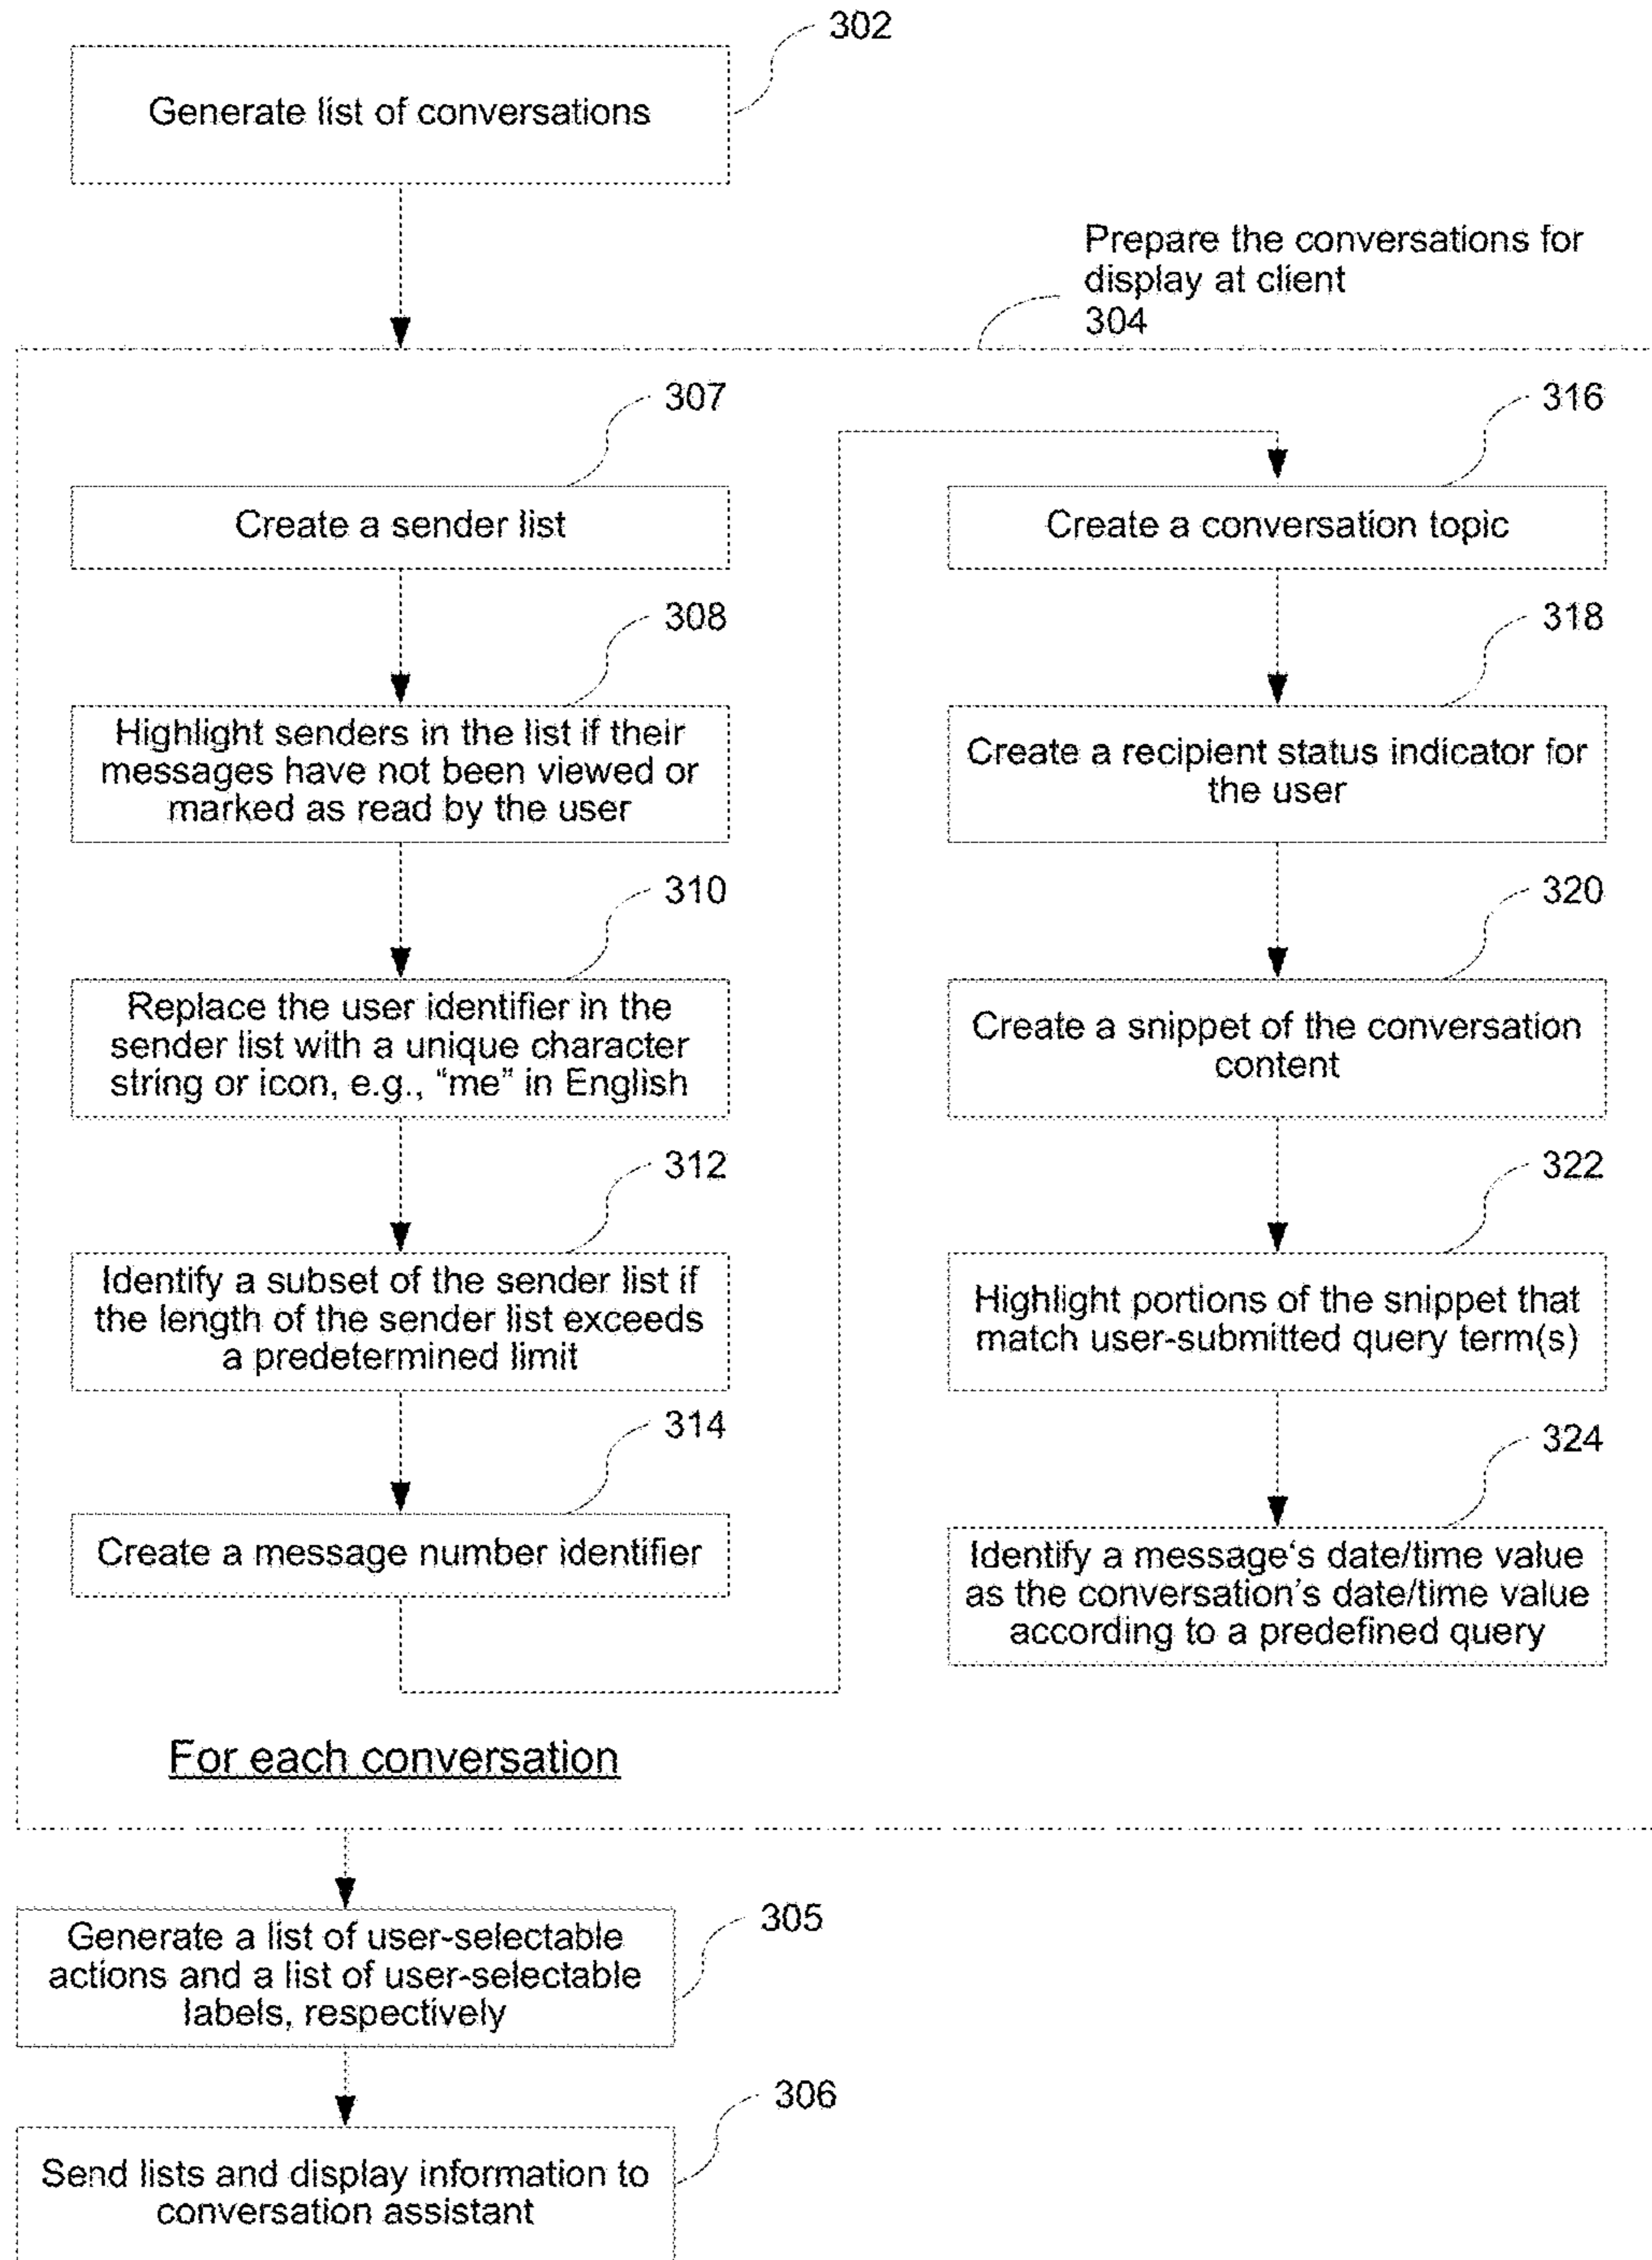 302
Generate list of conversations
Prepare the conversations for
display at client
304
307
Create a sender list
308
Highlight senders in the list if their
messages have not been viewed or
marked as read by the user
310
Replace the user identifier in the
sender list with a unique character
string or icon, e.g., “me” in English
312
Identify a subset of the sender list if
the length of the sender list exceeds
a predetermined limit
314
Create a message number identifier
316
Create a conversation topic
318
Create a recipient status indicator for
the user
320
Create a snippet of the conversation
content
322
Highlight portions of the snippet that
match user-submitted query term(s)
324
Identify a message‘s date/time value
as the conversation’s date/time value
according to a predefined query
For each conversation
305
Generate a list of user-selectable
actions and a list of user-selectable
labels, respectively
306
Send lists and display information to
conversation assistant